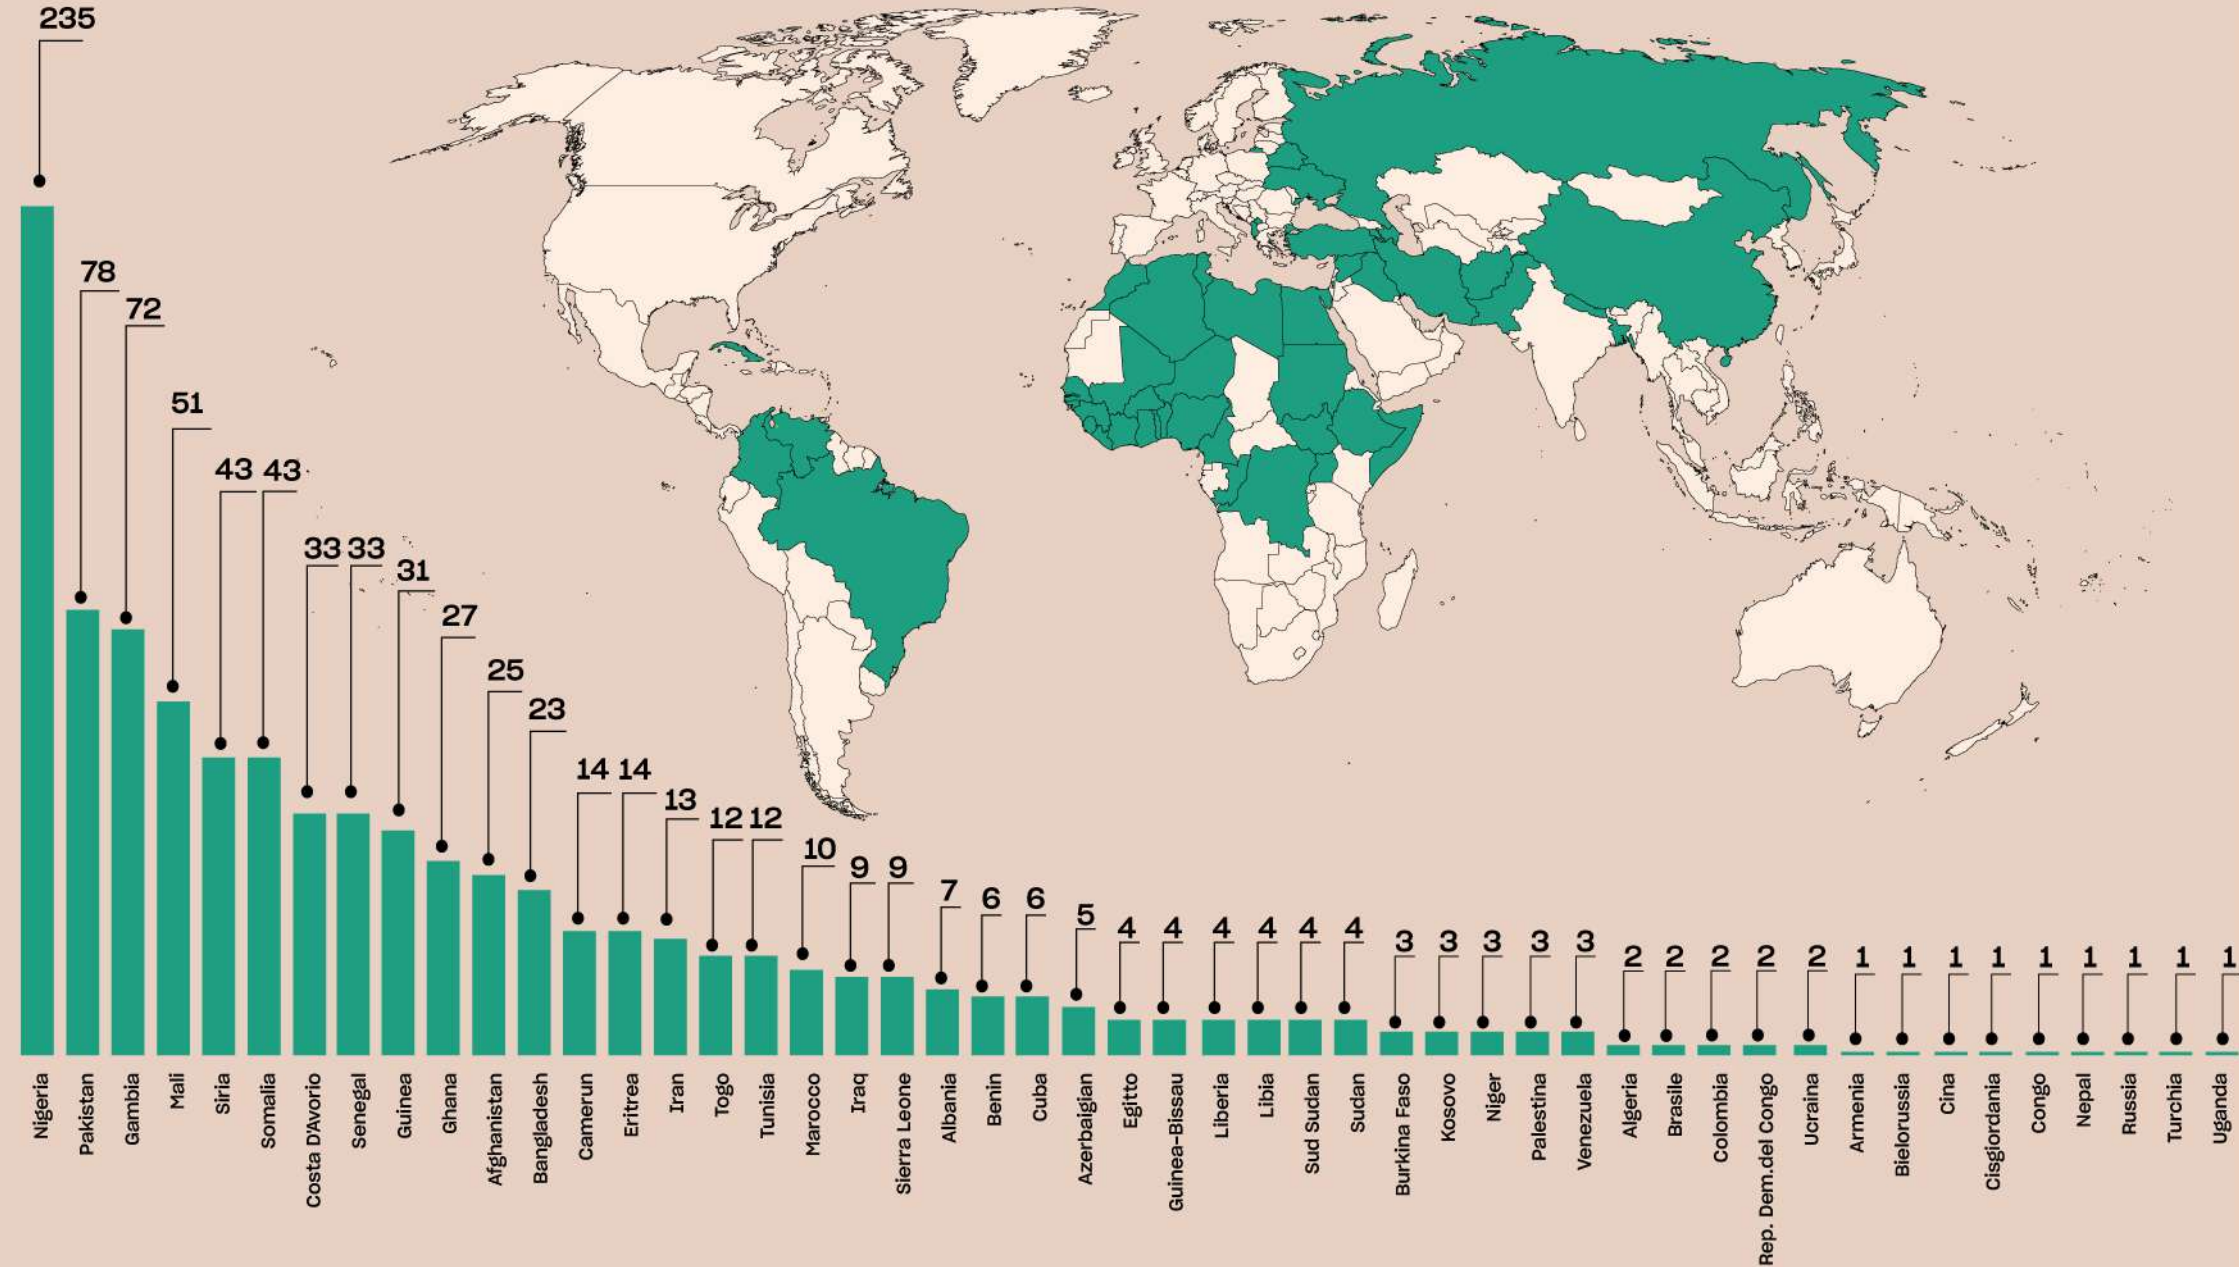 235
78
72
51
43 43
33 33
31
27
25
23
14 14
13
12 12
10
9
9
7
6
6
5
4
4
4
4
4
4
3
3
3
3
3
2
2
2
2
2
1
1
1
1
1
1
1
1
1
Nigeria
Pakistan
Gambia
Mali
Siria
Somalia
Costa D'Avorio
Senegal
Guinea
Ghana
Afghanistan
Bangladesh
Camerun
Eritrea
Iran
Togo
Tunisia
Marocco
Iraq
Sierra Leone
Albania
Benin
Cuba
Azerbaigian
Egitto
Guinea-Bissau
Liberia
Libia
Sud Sudan
Sudan
Burkina Faso
Kosovo
Niger
Palestina
Venezuela
Algeria
Brasile
Colombia
Rep. Dem.del Congo
Ucraina
Armenia
Bielorussia
Cina
Cisgiordania
Congo
Nepal
Russia
Turchia
Uganda